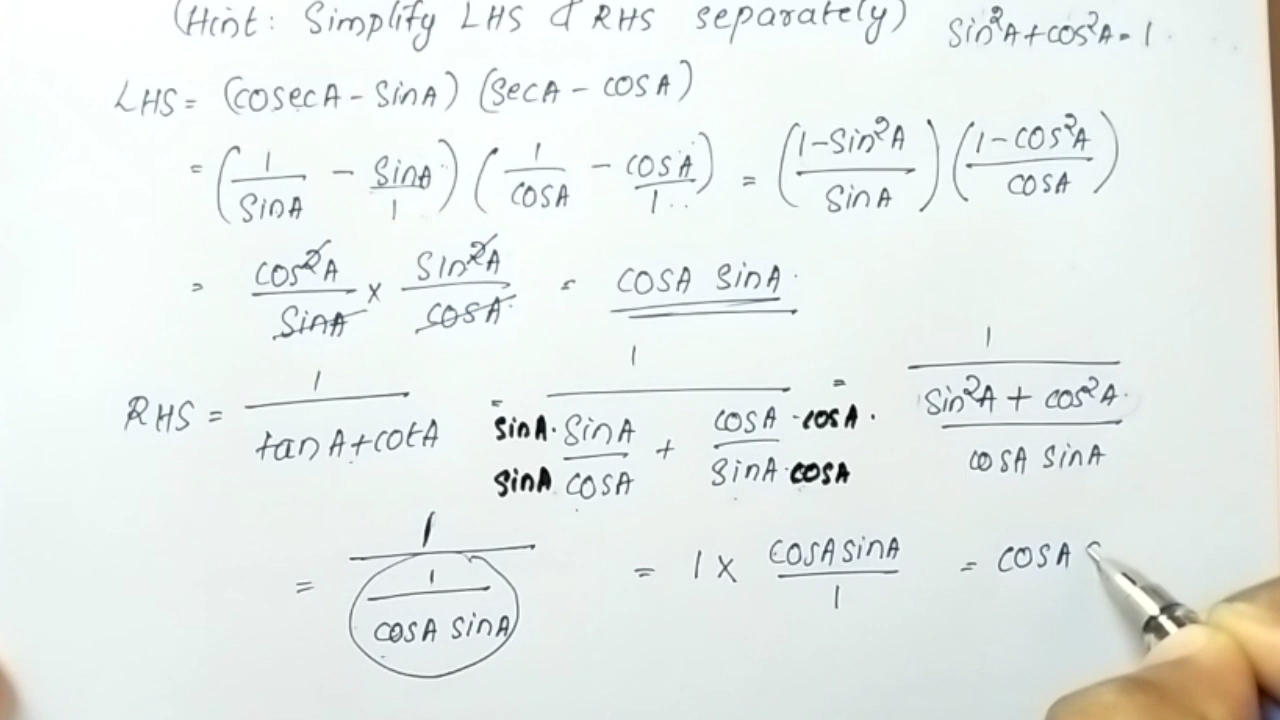 (Hint: Simplify LHS & RHS separately) sin²A+cos²A=1
LHS = (cosecA - sinA) (secA - cosA)
= (1/sinA - sinA/1) (1/cosA - cosA/1) = ((1-sin²A)/sinA) ((1-cos²A)/cosA)
= cos²A/sinA × sin²A/cosA = cosA sinA
RHS = 1/(tanA+cotA) = 1/(sinA·sinA/sinA cosA + cosA·cosA/sinA·cosA) = 1/((sin²A + cos²A)/(cosA sinA))
= 1/(1/(cosA sinA)) = 1 × cosA sinA/1 = cosA s